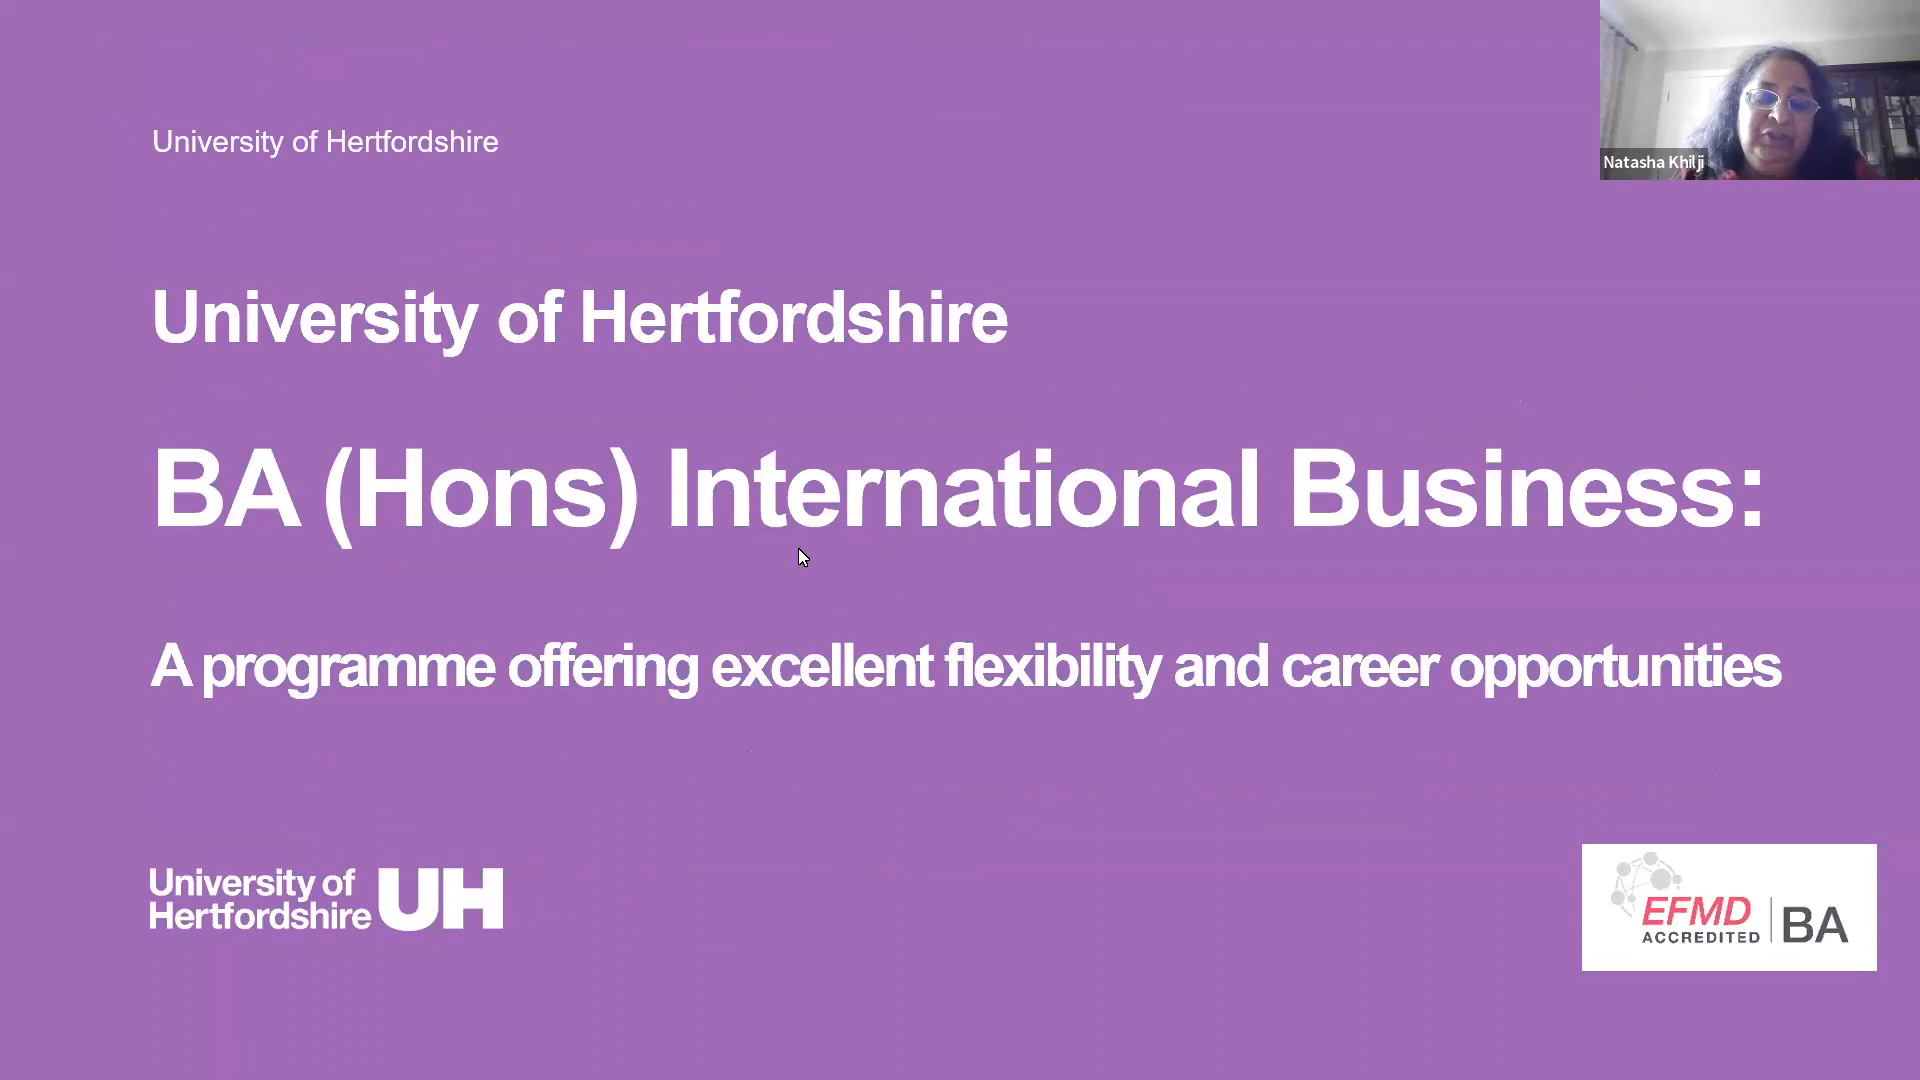 University of Hertfordshire
Natasha Khilji
University of Hertfordshire
BA (Hons) International Business:
A programme offering excellent flexibility and career opportunities
University of
Hertfordshire UH
EFMD
ACCREDITED BA